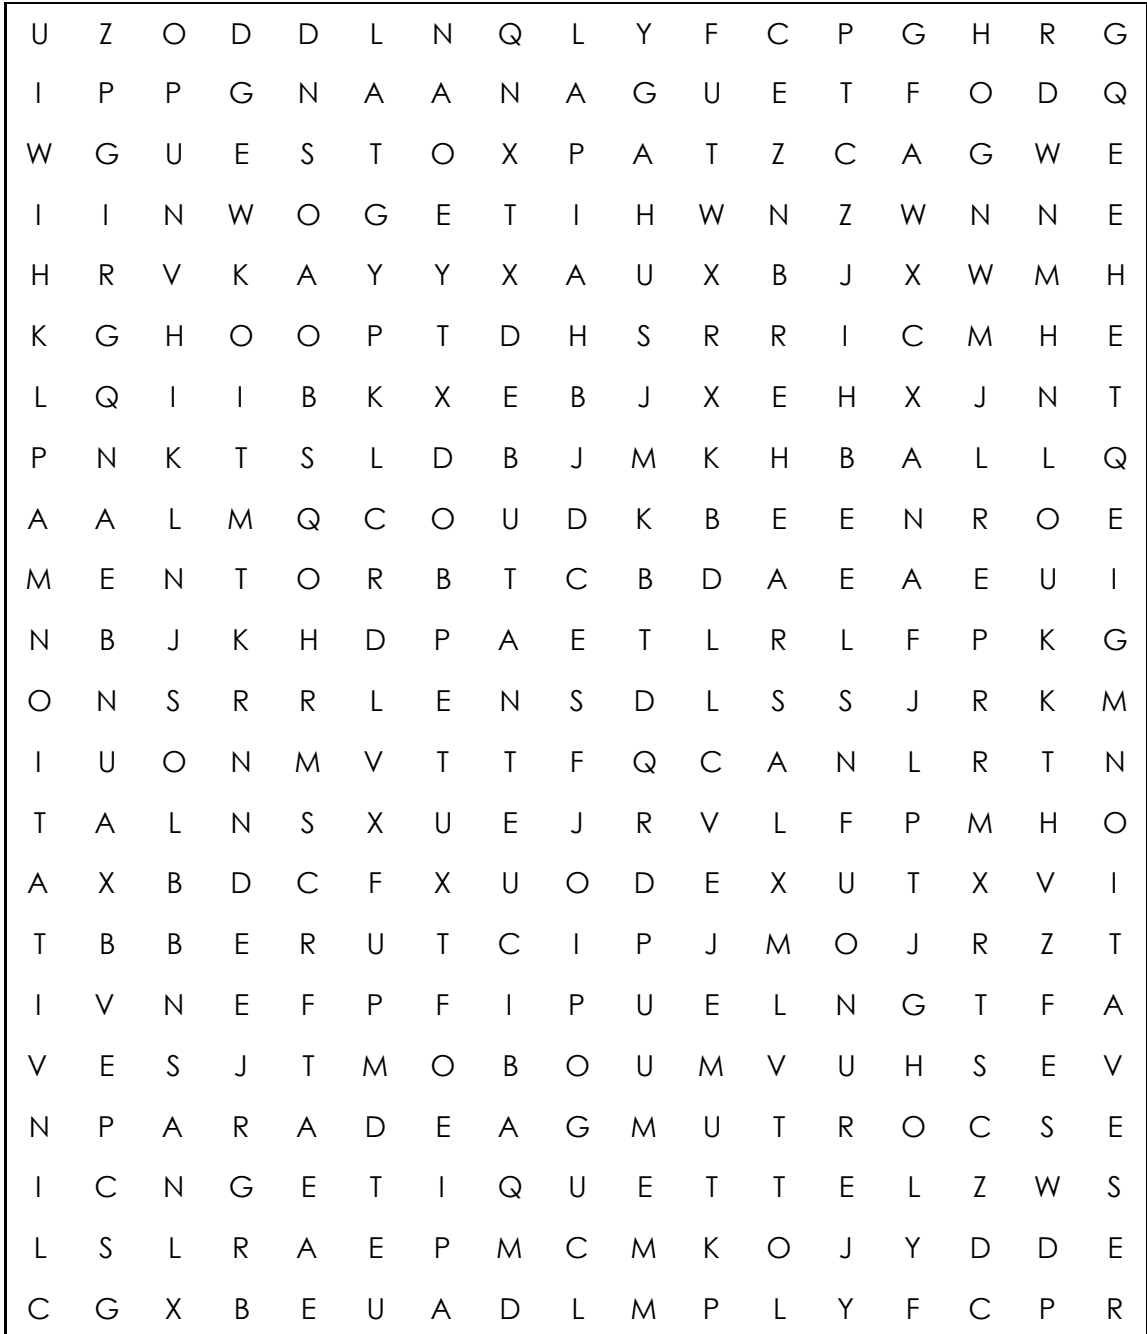 U Z O D D L N Q L Y F C P G H R G
I P P G N A A N A G U E T F O D Q
W G U E S T O X P A T Z C A G W E
I I N W O G E T I H W N Z W N N E
H R V K A Y Y X A U X B J X W M H
K G H O O P T D H S R R I C M H E
L Q I I B K X E B J X E H X J N T
P N K T S L D B J M K H B A L L Q
A A L M Q C O U D K B E E N R O E
M E N T O R B T C B D A E A E U I
N B J K H D P A E T L R L F P K G
O N S R R L E N S D L S S J R K M
I U O N M V T T F Q C A N L R T N
T A L N S X U E J R V L F P M H O
A X B D C F X U O D E X U T X V I
T B B E R U T C I P J M O J R Z T
I V N E F P F I P U E L N G T F A
V E S J T M O B O U M V U H S E V
N P A R A D E A G M U T R O C S E
I C N G E T I Q U E T T E L Z W S
L S L R A E P M C M K O J Y D D E
C G X B E U A D L M P L Y F C P R